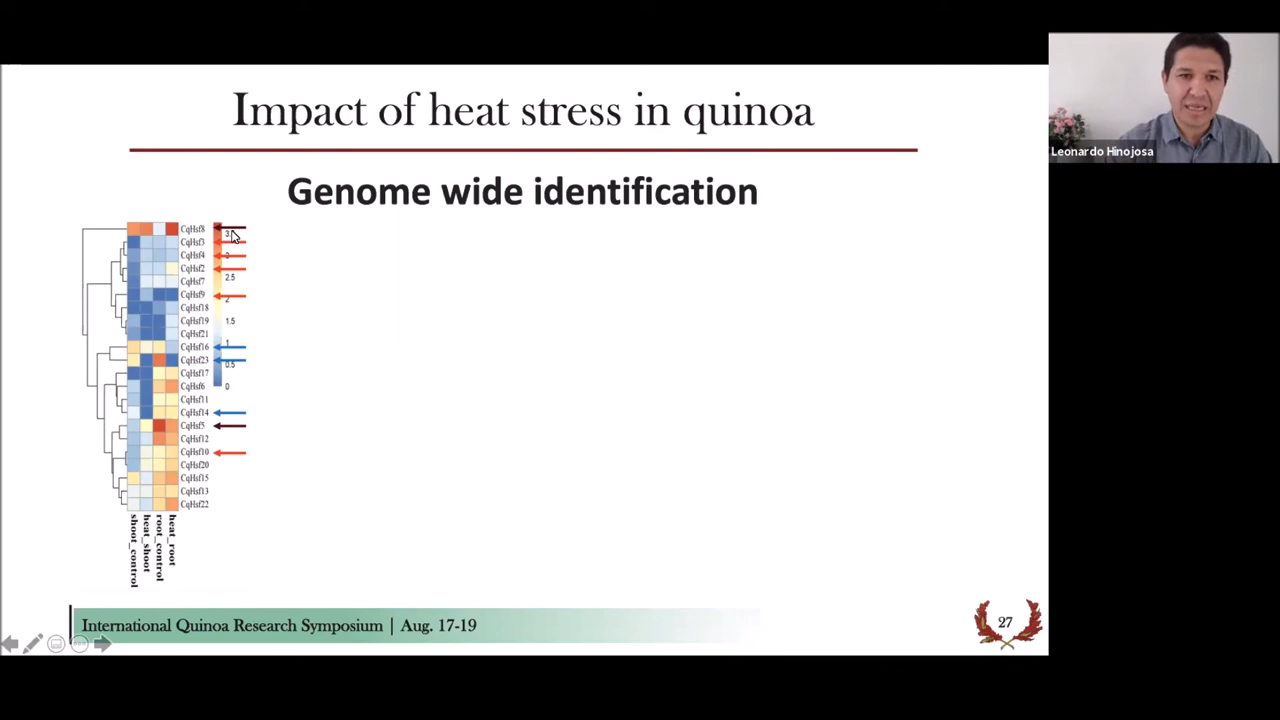 Leonardo Hinojosa
Impact of heat stress in quinoa
Genome wide identification
CqHsf8
CqHsf3
CqHsf4
CqHsf2
CqHsf7
CqHsf9
CqHsf18
CqHsf19
CqHsf21
CqHsf16
CqHsf23
CqHsf17
CqHsf6
CqHsf11
CqHsf14
CqHsf5
CqHsf12
CqHsf10
CqHsf20
CqHsf15
CqHsf13
CqHsf22
3
2.5
2
1.5
1
0.5
0
shoot_control
heat_shoot
root_control
heat_root
International Quinoa Research Symposium | Aug. 17-19
27